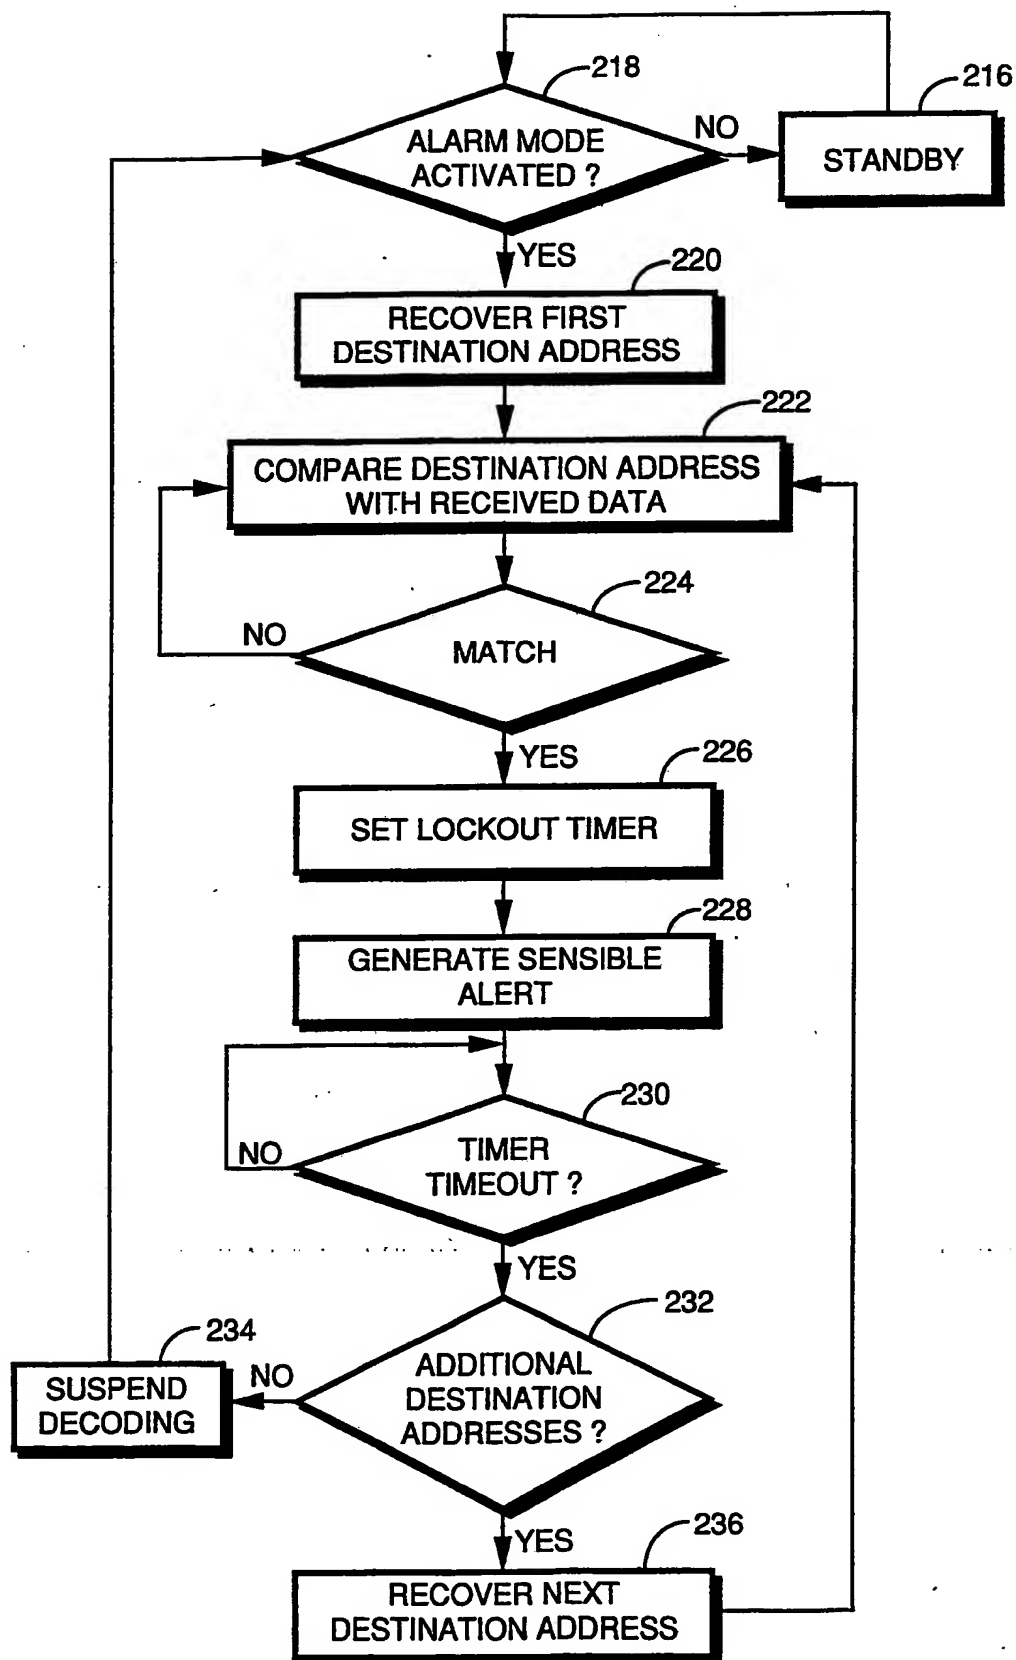 218
216
ALARM MODE
ACTIVATED ?
NO
STANDBY
YES
220
RECOVER FIRST
DESTINATION ADDRESS
222
COMPARE DESTINATION ADDRESS
WITH RECEIVED DATA
224
NO
MATCH
YES
226
SET LOCKOUT TIMER
228
GENERATE SENSIBLE
ALERT
230
NO
TIMER
TIMEOUT ?
YES
232
234
NO
ADDITIONAL
DESTINATION
ADDRESSES ?
SUSPEND
DECODING
YES
236
RECOVER NEXT
DESTINATION ADDRESS